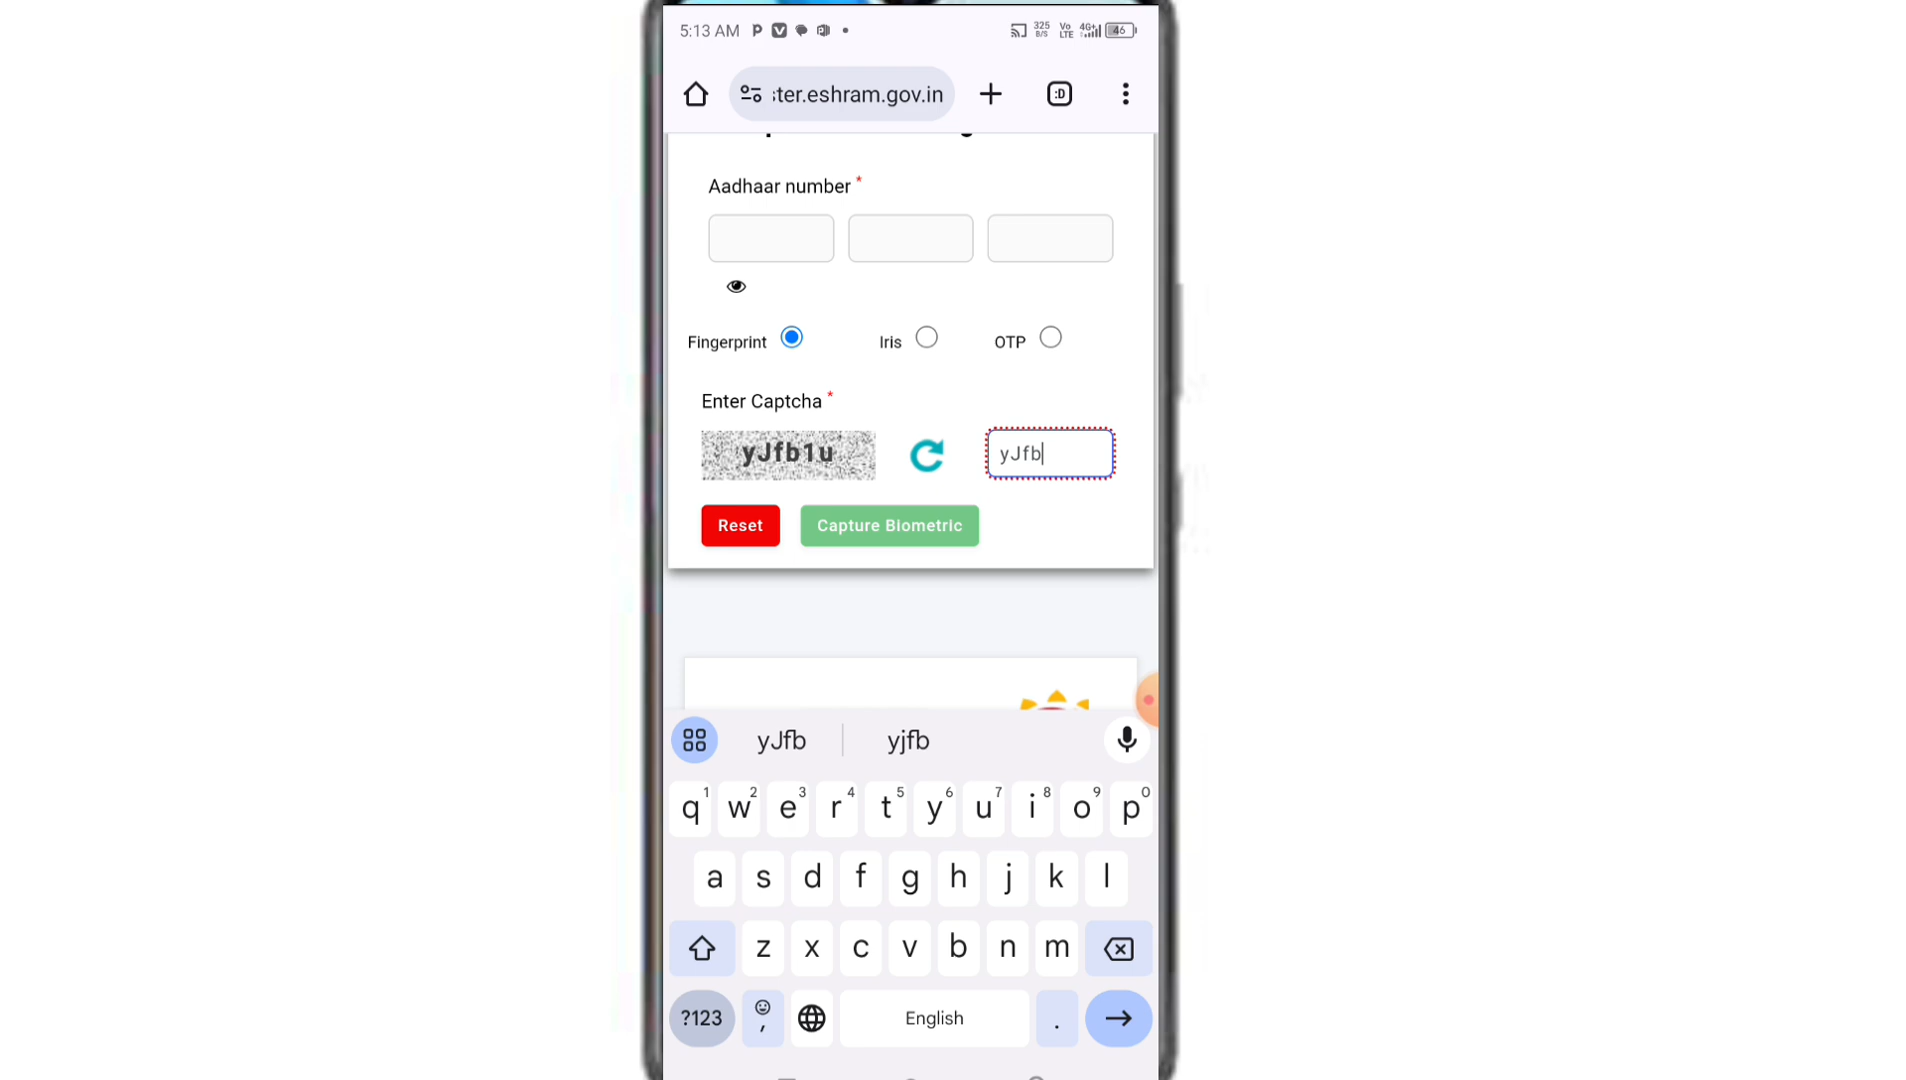 5:13 AM P V 325 B/S Vo LTE 4G+ 46
ster.eshram.gov.in :D
Aadhaar number *
Fingerprint Iris OTP
Enter Captcha *
yJfb1u yJfb
Reset Capture Biometric
yJfb yjfb
q1 w2 e3 r4 t5 y6 u7 i8 o9 p0
a s d f g h j k l
z x c v b n m
?123 , English .